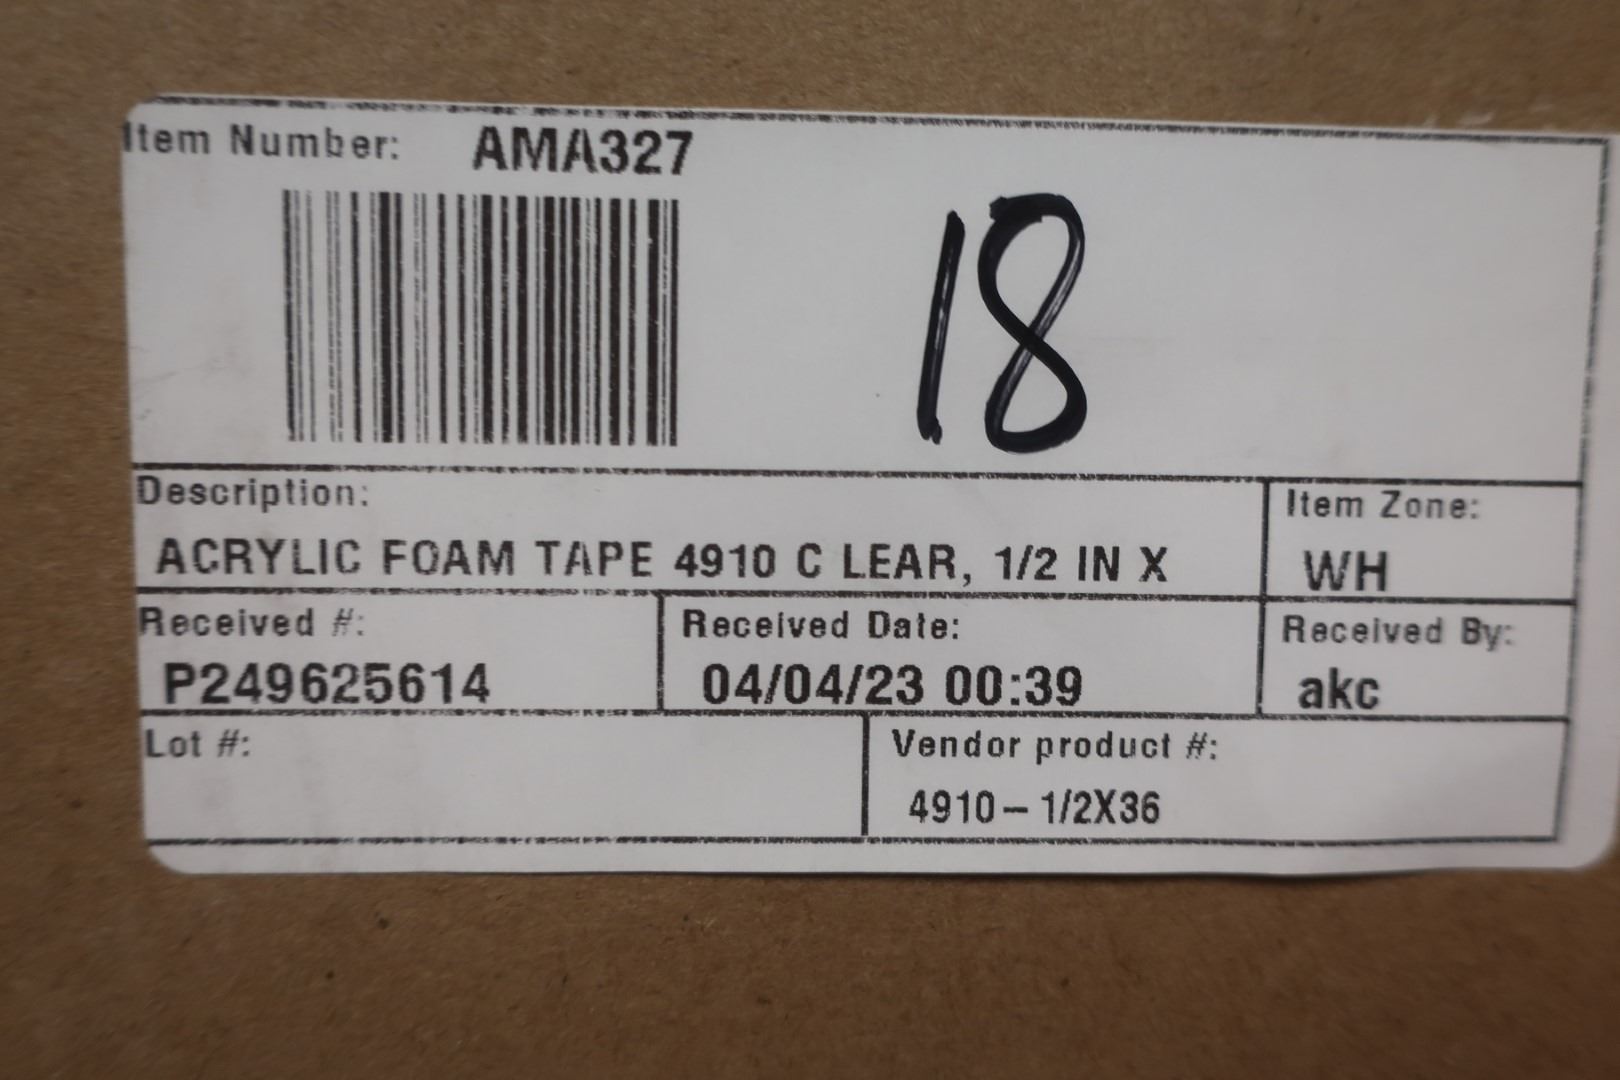 Item Number: AMA327
18
Description:
ACRYLIC FOAM TAPE 4910 C LEAR, 1/2 IN X
Item Zone:
WH
Received #:
P249625614
Received Date:
04/04/23 00:39
Received By:
akc
Lot #:
Vendor product #:
4910- 1/2X36